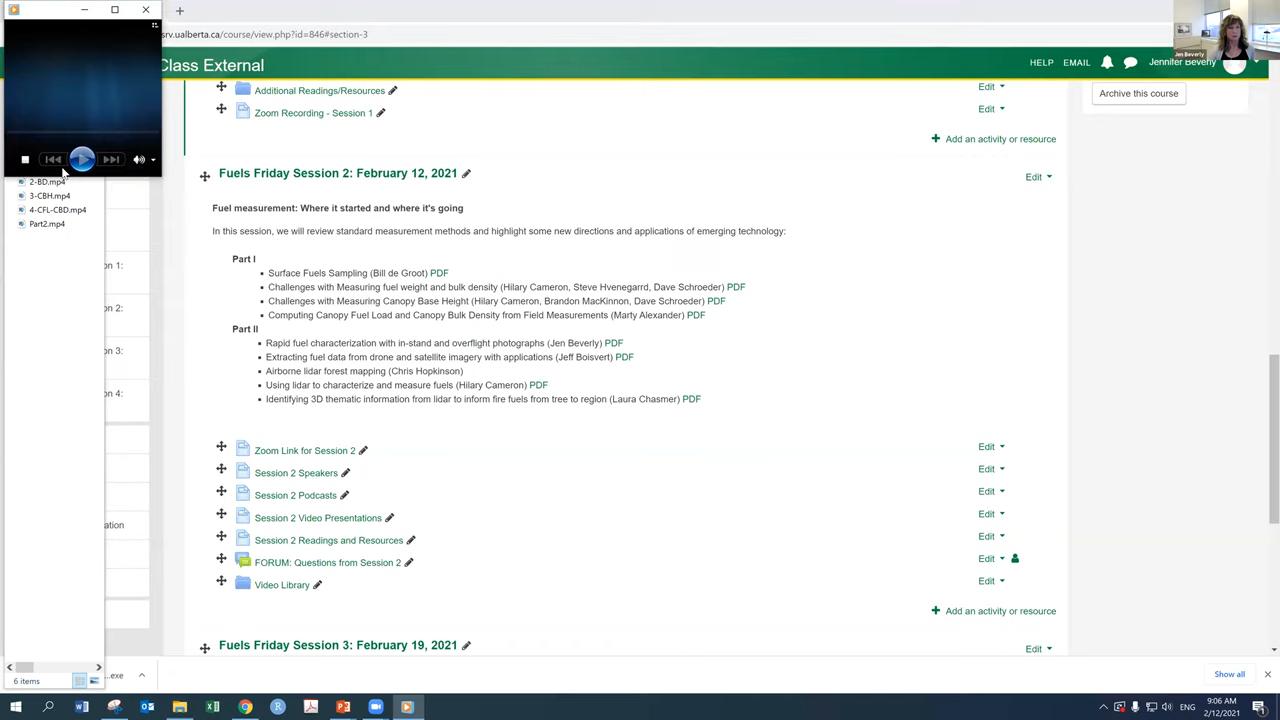 srv.ualberta.ca/course/view.php?id=846#section-3
Jen Beverly
Class External
HELP EMAIL Jennifer Beverly
Additional Readings/Resources Edit
Archive this course
Zoom Recording - Session 1 Edit
Add an activity or resource
2-BD.mp4
3-CBH.mp4
4-CFL-CBD.mp4
Part2.mp4
Fuels Friday Session 2: February 12, 2021 Edit
Fuel measurement: Where it started and where it's going
In this session, we will review standard measurement methods and highlight some new directions and applications of emerging technology:
Part I
Surface Fuels Sampling (Bill de Groot) PDF
Challenges with Measuring fuel weight and bulk density (Hilary Cameron, Steve Hvenegarrd, Dave Schroeder) PDF
Challenges with Measuring Canopy Base Height (Hilary Cameron, Brandon MacKinnon, Dave Schroeder) PDF
Computing Canopy Fuel Load and Canopy Bulk Density from Field Measurements (Marty Alexander) PDF
Part II
Rapid fuel characterization with in-stand and overflight photographs (Jen Beverly) PDF
Extracting fuel data from drone and satellite imagery with applications (Jeff Boisvert) PDF
Airborne lidar forest mapping (Chris Hopkinson)
Using lidar to characterize and measure fuels (Hilary Cameron) PDF
Identifying 3D thematic information from lidar to inform fire fuels from tree to region (Laura Chasmer) PDF
on 1:
on 2:
on 3:
on 4:
ation
Zoom Link for Session 2 Edit
Session 2 Speakers Edit
Session 2 Podcasts Edit
Session 2 Video Presentations Edit
Session 2 Readings and Resources Edit
FORUM: Questions from Session 2 Edit
Video Library Edit
Add an activity or resource
Fuels Friday Session 3: February 19, 2021 Edit
6 items
...exe
Show all
ENG
9:06 AM
2/12/2021